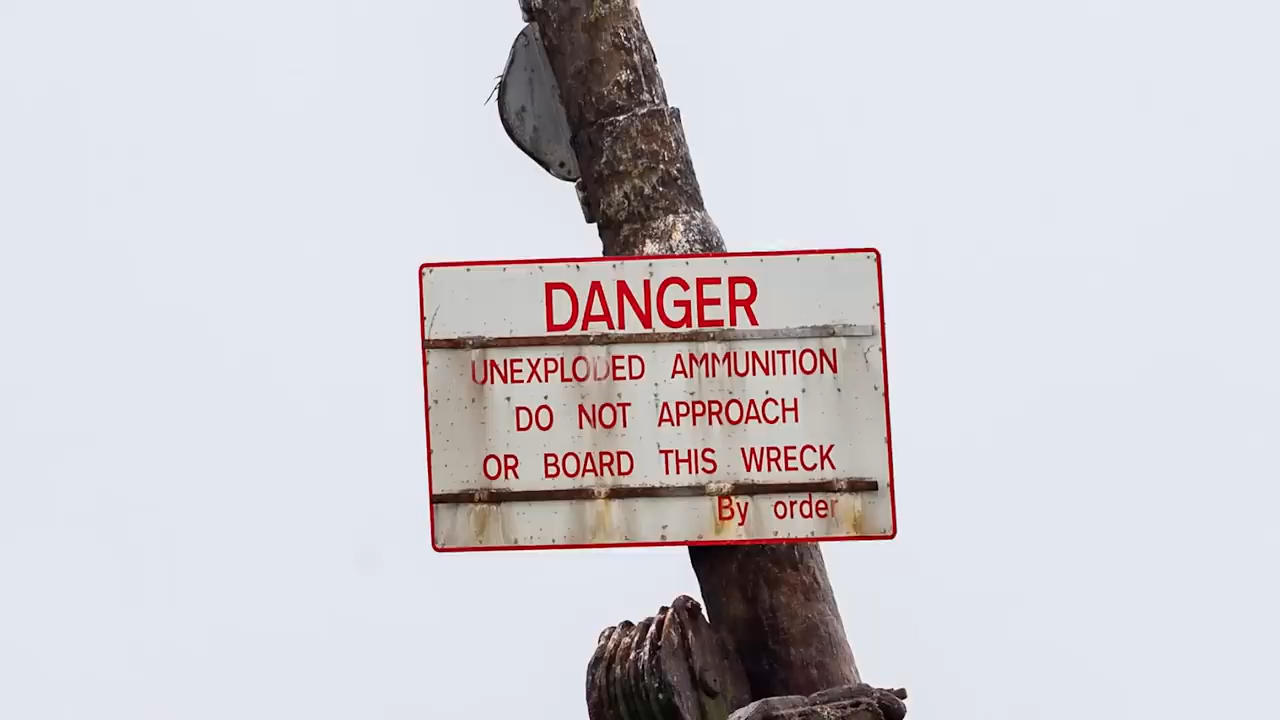 DANGER
UNEXPLODED AMMUNITION
DO NOT APPROACH
OR BOARD THIS WRECK
By order